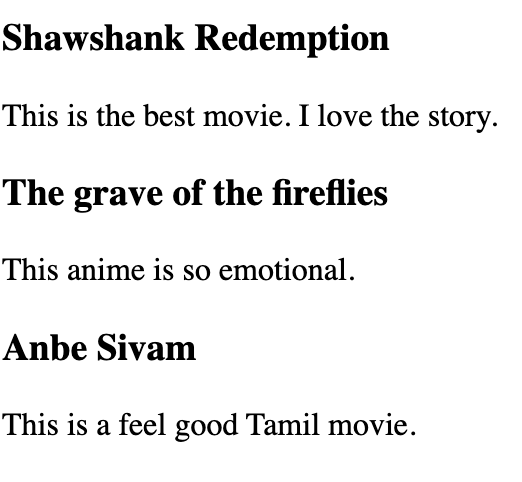 Shawshank Redemption
This is the best movie. I love the story.
The grave of the fireflies
This anime is so emotional.
Anbe Sivam
This is a feel good Tamil movie.